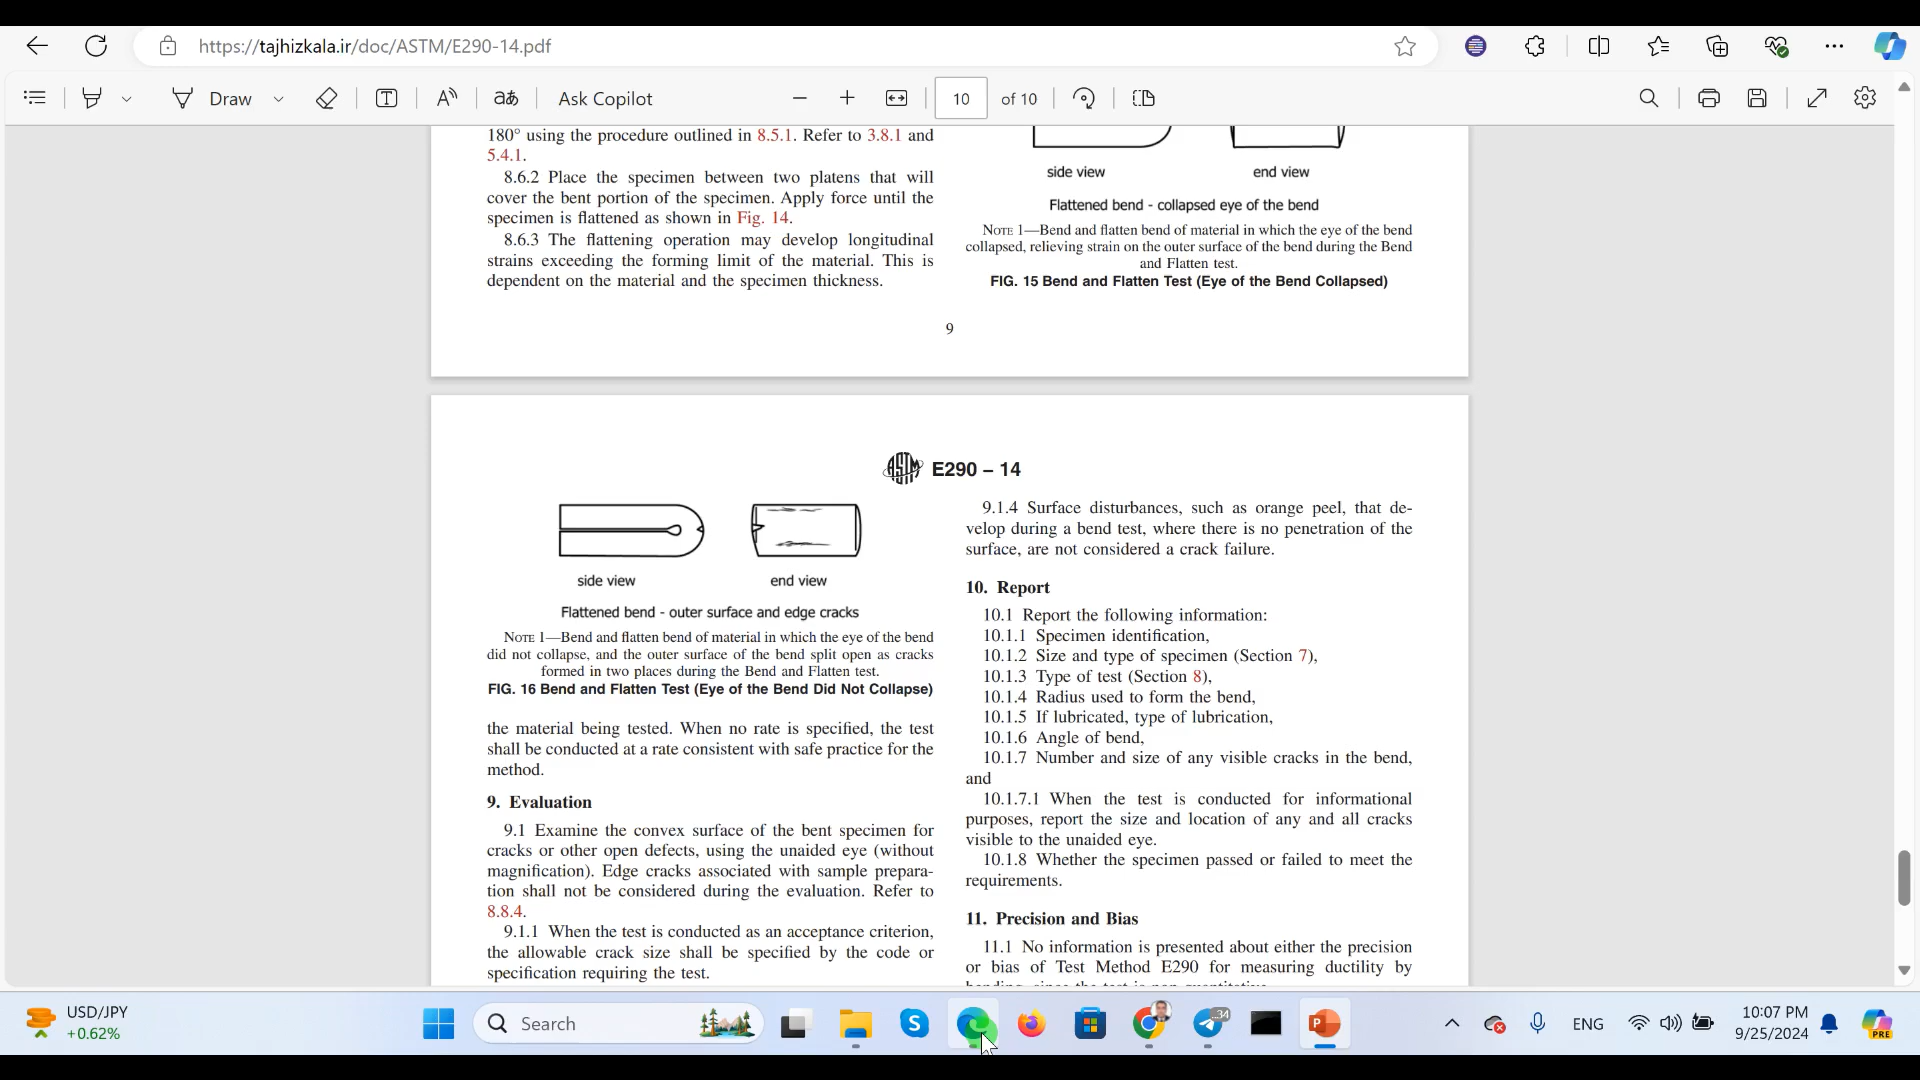 https://tajhizkala.ir/doc/ASTM/E290-14.pdf
Draw
Ask Copilot
10 of 10
180° using the procedure outlined in 8.5.1. Refer to 3.8.1 and
5.4.1.
8.6.2 Place the specimen between two platens that will
cover the bent portion of the specimen. Apply force until the
specimen is flattened as shown in Fig. 14.
8.6.3 The flattening operation may develop longitudinal
strains exceeding the forming limit of the material. This is
dependent on the material and the specimen thickness.
side view
end view
Flattened bend - collapsed eye of the bend
NOTE 1—Bend and flatten bend of material in which the eye of the bend
collapsed, relieving strain on the outer surface of the bend during the Bend
and Flatten test.
FIG. 15 Bend and Flatten Test (Eye of the Bend Collapsed)
9
ASTM E290 – 14
side view
end view
Flattened bend - outer surface and edge cracks
NOTE 1—Bend and flatten bend of material in which the eye of the bend
did not collapse, and the outer surface of the bend split open as cracks
formed in two places during the Bend and Flatten test.
FIG. 16 Bend and Flatten Test (Eye of the Bend Did Not Collapse)
the material being tested. When no rate is specified, the test
shall be conducted at a rate consistent with safe practice for the
method.
9. Evaluation
9.1 Examine the convex surface of the bent specimen for
cracks or other open defects, using the unaided eye (without
magnification). Edge cracks associated with sample prepara-
tion shall not be considered during the evaluation. Refer to
8.8.4.
9.1.1 When the test is conducted as an acceptance criterion,
the allowable crack size shall be specified by the code or
specification requiring the test.
9.1.4 Surface disturbances, such as orange peel, that de-
velop during a bend test, where there is no penetration of the
surface, are not considered a crack failure.
10. Report
10.1 Report the following information:
10.1.1 Specimen identification,
10.1.2 Size and type of specimen (Section 7),
10.1.3 Type of test (Section 8),
10.1.4 Radius used to form the bend,
10.1.5 If lubricated, type of lubrication,
10.1.6 Angle of bend,
10.1.7 Number and size of any visible cracks in the bend,
and
10.1.7.1 When the test is conducted for informational
purposes, report the size and location of any and all cracks
visible to the unaided eye.
10.1.8 Whether the specimen passed or failed to meet the
requirements.
11. Precision and Bias
11.1 No information is presented about either the precision
or bias of Test Method E290 for measuring ductility by
bending, since the test is non-quantitative.
USD/JPY
+0.62%
Search
34
ENG
10:07 PM
9/25/2024
PRE